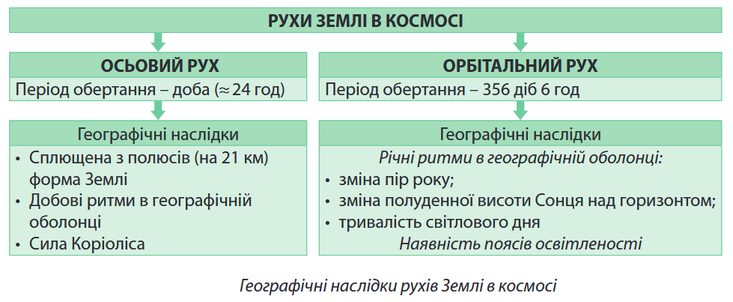 РУХИ ЗЕМЛІ В КОСМОСІ
ОСЬОВИЙ РУХ
Період обертання – доба (≈ 24 год)
Географічні наслідки
• Сплющена з полюсів (на 21 км)
форма Землі
• Добові ритми в географічній
оболонці
• Сила Коріоліса
ОРБІТАЛЬНИЙ РУХ
Період обертання – 356 діб 6 год
Географічні наслідки
Річні ритми в географічній оболонці:
• зміна пір року;
• зміна полуденної висоти Сонця над горизонтом;
• тривалість світлового дня
Наявність поясів освітленості
Географічні наслідки рухів Землі в космосі